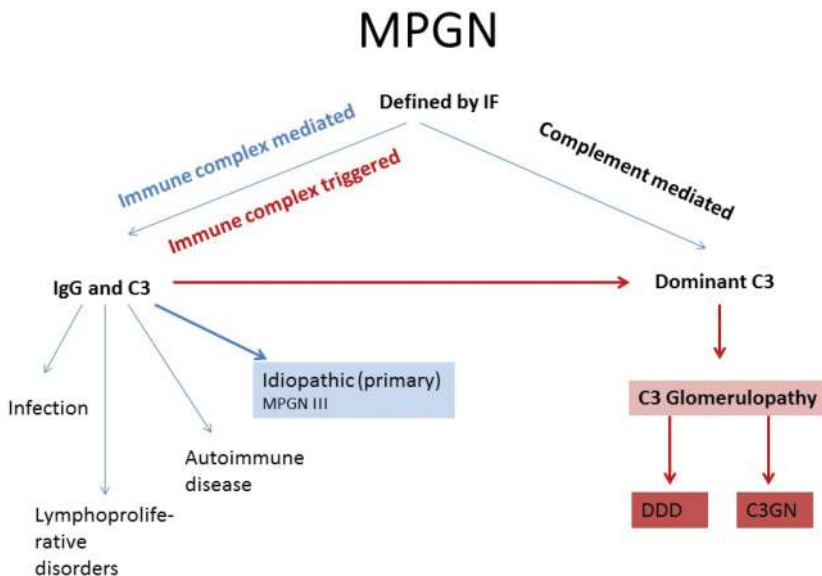 MPGN
Defined by IF
Immune complex mediated
Immune complex triggered
Complement mediated
IgG and C3
Dominant C3
Idiopathic (primary)
MPGN III
C3 Glomerulopathy
Infection
Autoimmune
disease
DDD
C3GN
Lymphoprolife-
rative
disorders